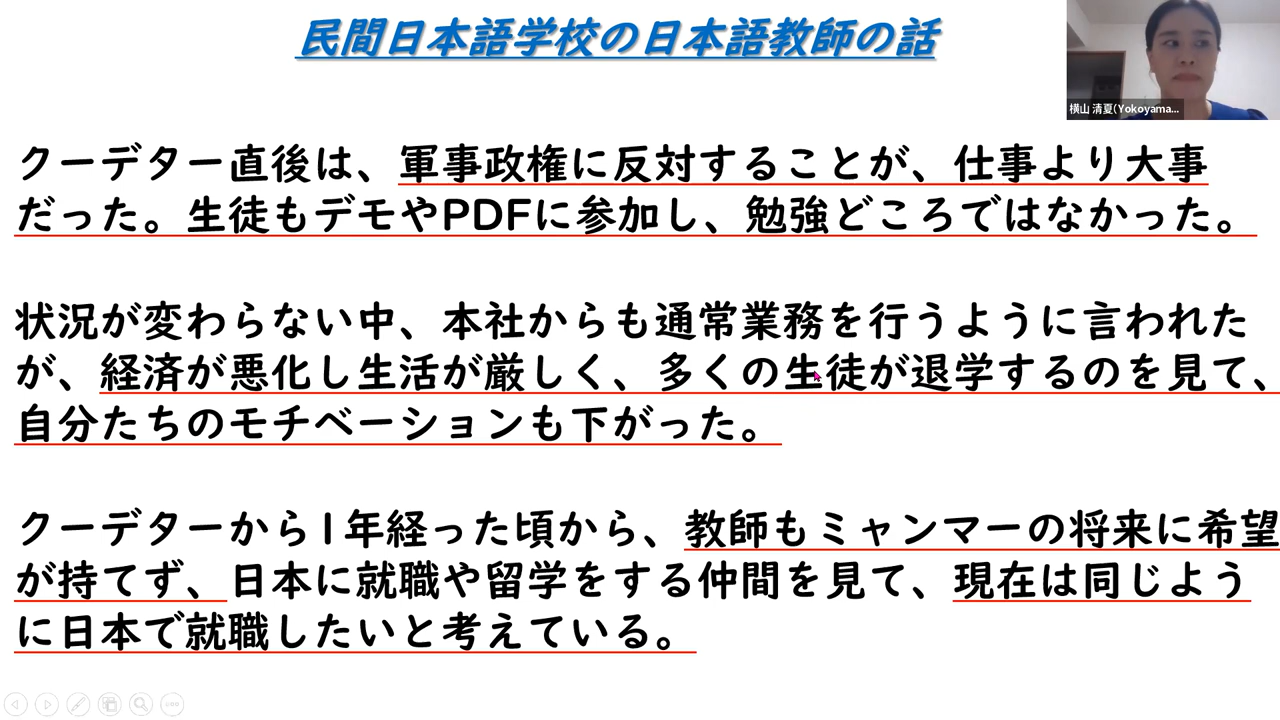 民間日本語学校の日本語教師の話
横山 清夏(Yokoyama...
クーデター直後は、軍事政権に反対することが、仕事より大事
だった。生徒もデモやPDFに参加し、勉強どころではなかった。
状況が変わらない中、本社からも通常業務を行うように言われた
が、経済が悪化し生活が厳しく、多くの生徒が退学するのを見て、
自分たちのモチベーションも下がった。
クーデターから1年経った頃から、教師もミャンマーの将来に希望
が持てず、日本に就職や留学をする仲間を見て、現在は同じよう
に日本で就職したいと考えている。